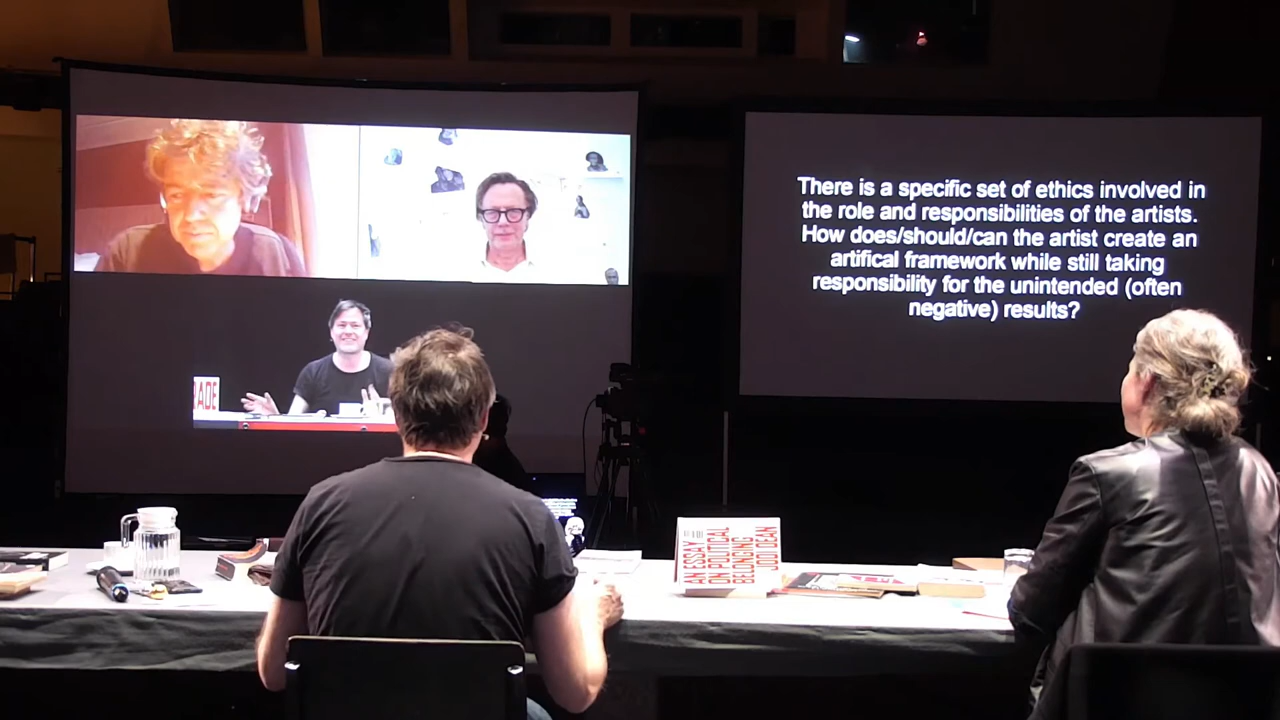 There is a specific set of ethics involved in
the role and responsibilities of the artists.
How does/should/can the artist create an
artifical framework while still taking
responsibility for the unintended (often
negative) results?
RADE
AN ESSAY
ON POLITICAL
BELONGING
JODI DEAN